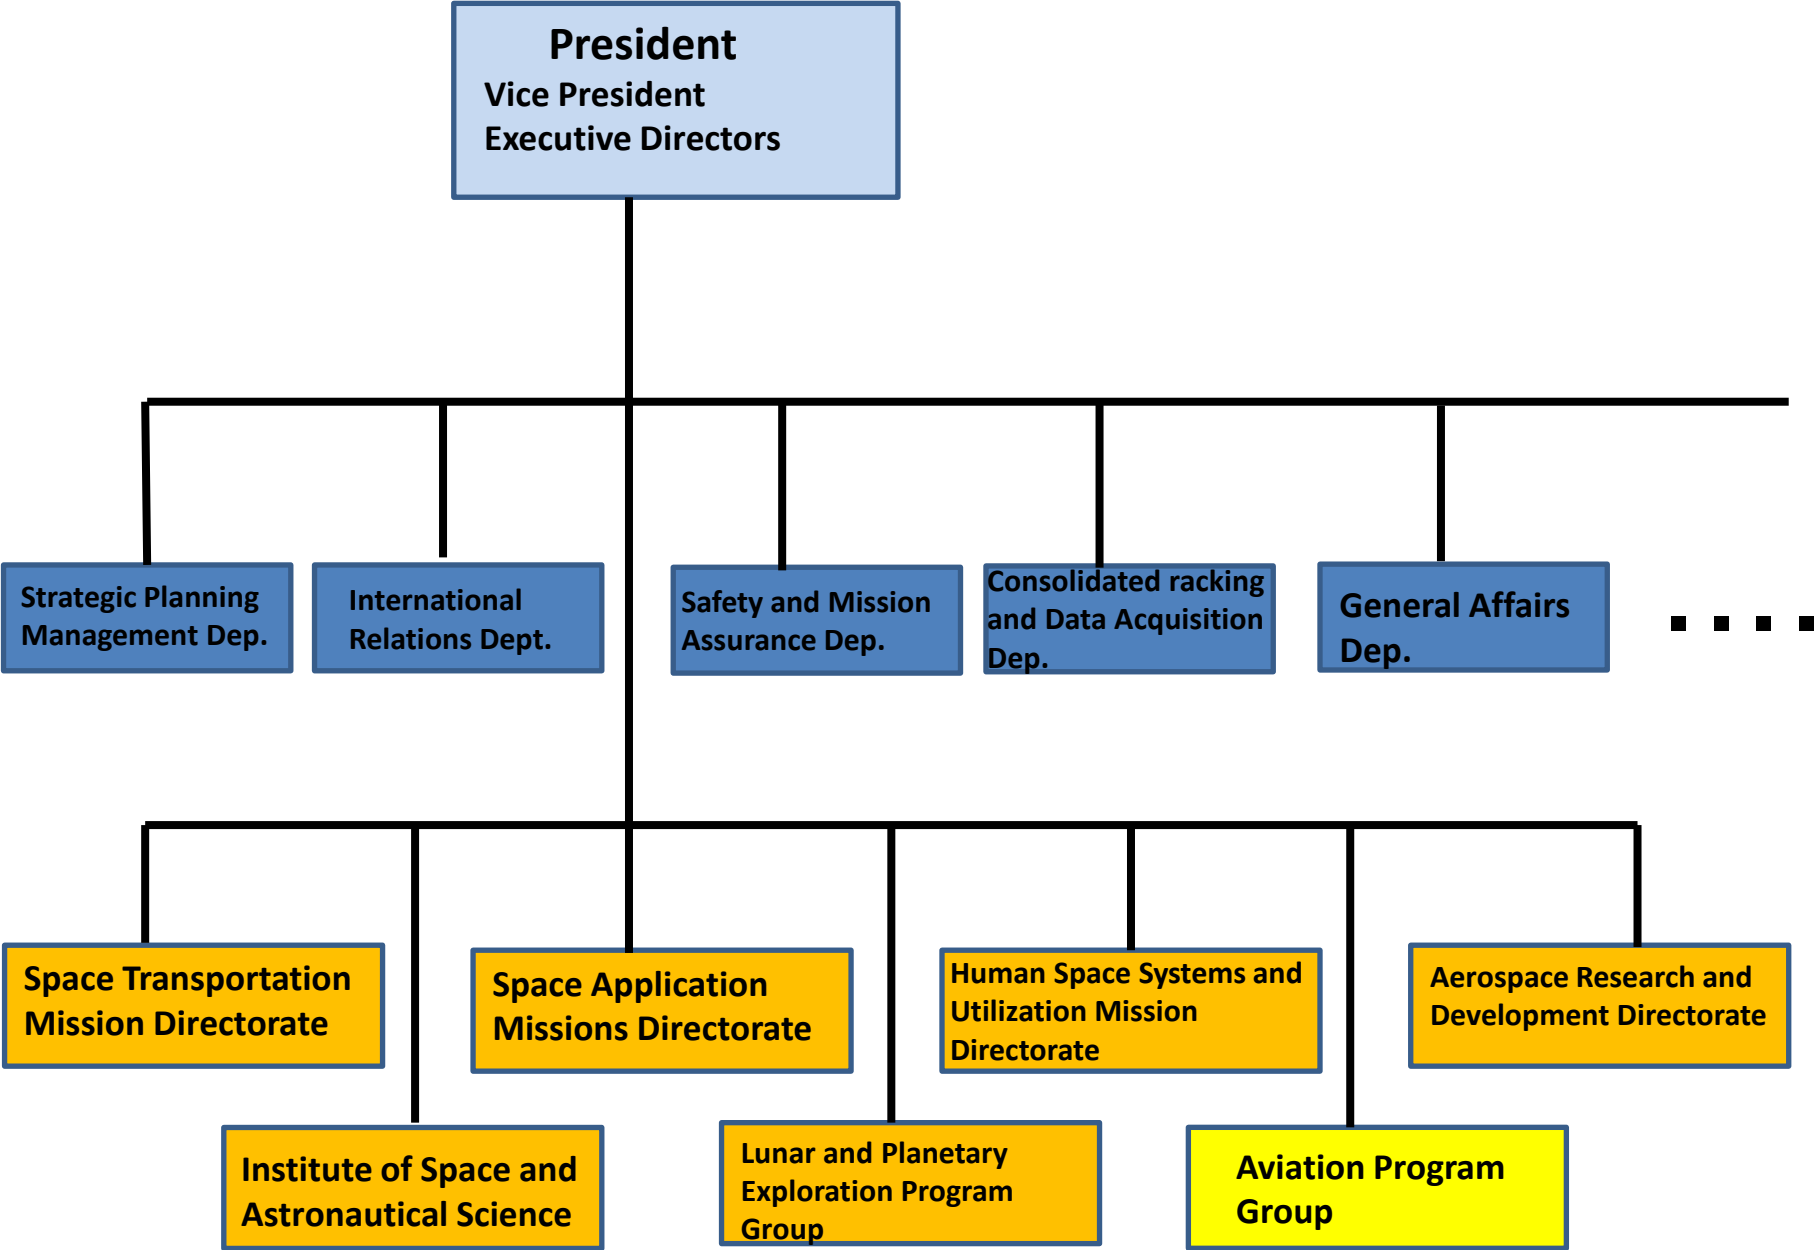 President
Vice President
Executive Directors
Strategic Planning
Management Dep.
International
Relations Dept.
Safety and Mission
Assurance Dep.
Consolidated racking
and Data Acquisition
Dep.
General Affairs
Dep.
Space Transportation
Mission Directorate
Space Application
Missions Directorate
Human Space Systems and
Utilization Mission
Directorate
Aerospace Research and
Development Directorate
Institute of Space and
Astronautical Science
Lunar and Planetary
Exploration Program
Group
Aviation Program
Group